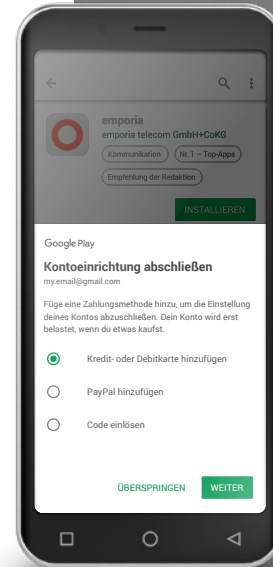 emporia
emporia telecom GmbH+CoKG
Kommunikation
Nr. 1 – Top-Apps
Empfehlung der Redaktion
INSTALLIEREN
Google Play
Kontoeinrichtung abschließen
my.email@gmail.com
Füge eine Zahlungsmethode hinzu, um die Einstellung
deines Kontos abzuschließen. Dein Konto wird erst
belastet, wenn du etwas kaufst.
Kredit- oder Debitkarte hinzufügen
PayPal hinzufügen
Code einlösen
ÜBERSPRINGEN
WEITER